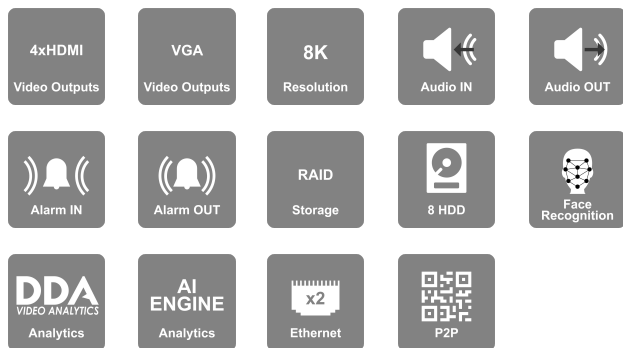 4xHDMI
Video Outputs
VGA
Video Outputs
8K
Resolution
Audio IN
Audio OUT
Alarm IN
Alarm OUT
RAID
Storage
8 HDD
Face
Recognition
DDA
VIDEO ANALYTICS
Analytics
AI
ENGINE
Analytics
x2
Ethernet
P2P